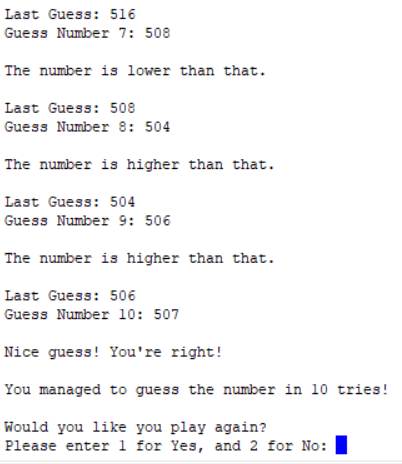 Last Guess: 516
Guess Number 7: 508
The number is lower than that.
Last Guess: 508
Guess Number 8: 504
The number is higher than that.
Last Guess: 504
Guess Number 9: 506
The number is higher than that.
Last Guess: 506
Guess Number 10: 507
Nice guess! You're right!
You managed to guess the number in 10 tries!
Would you like you play again?
Please enter 1 for Yes, and 2 for No: